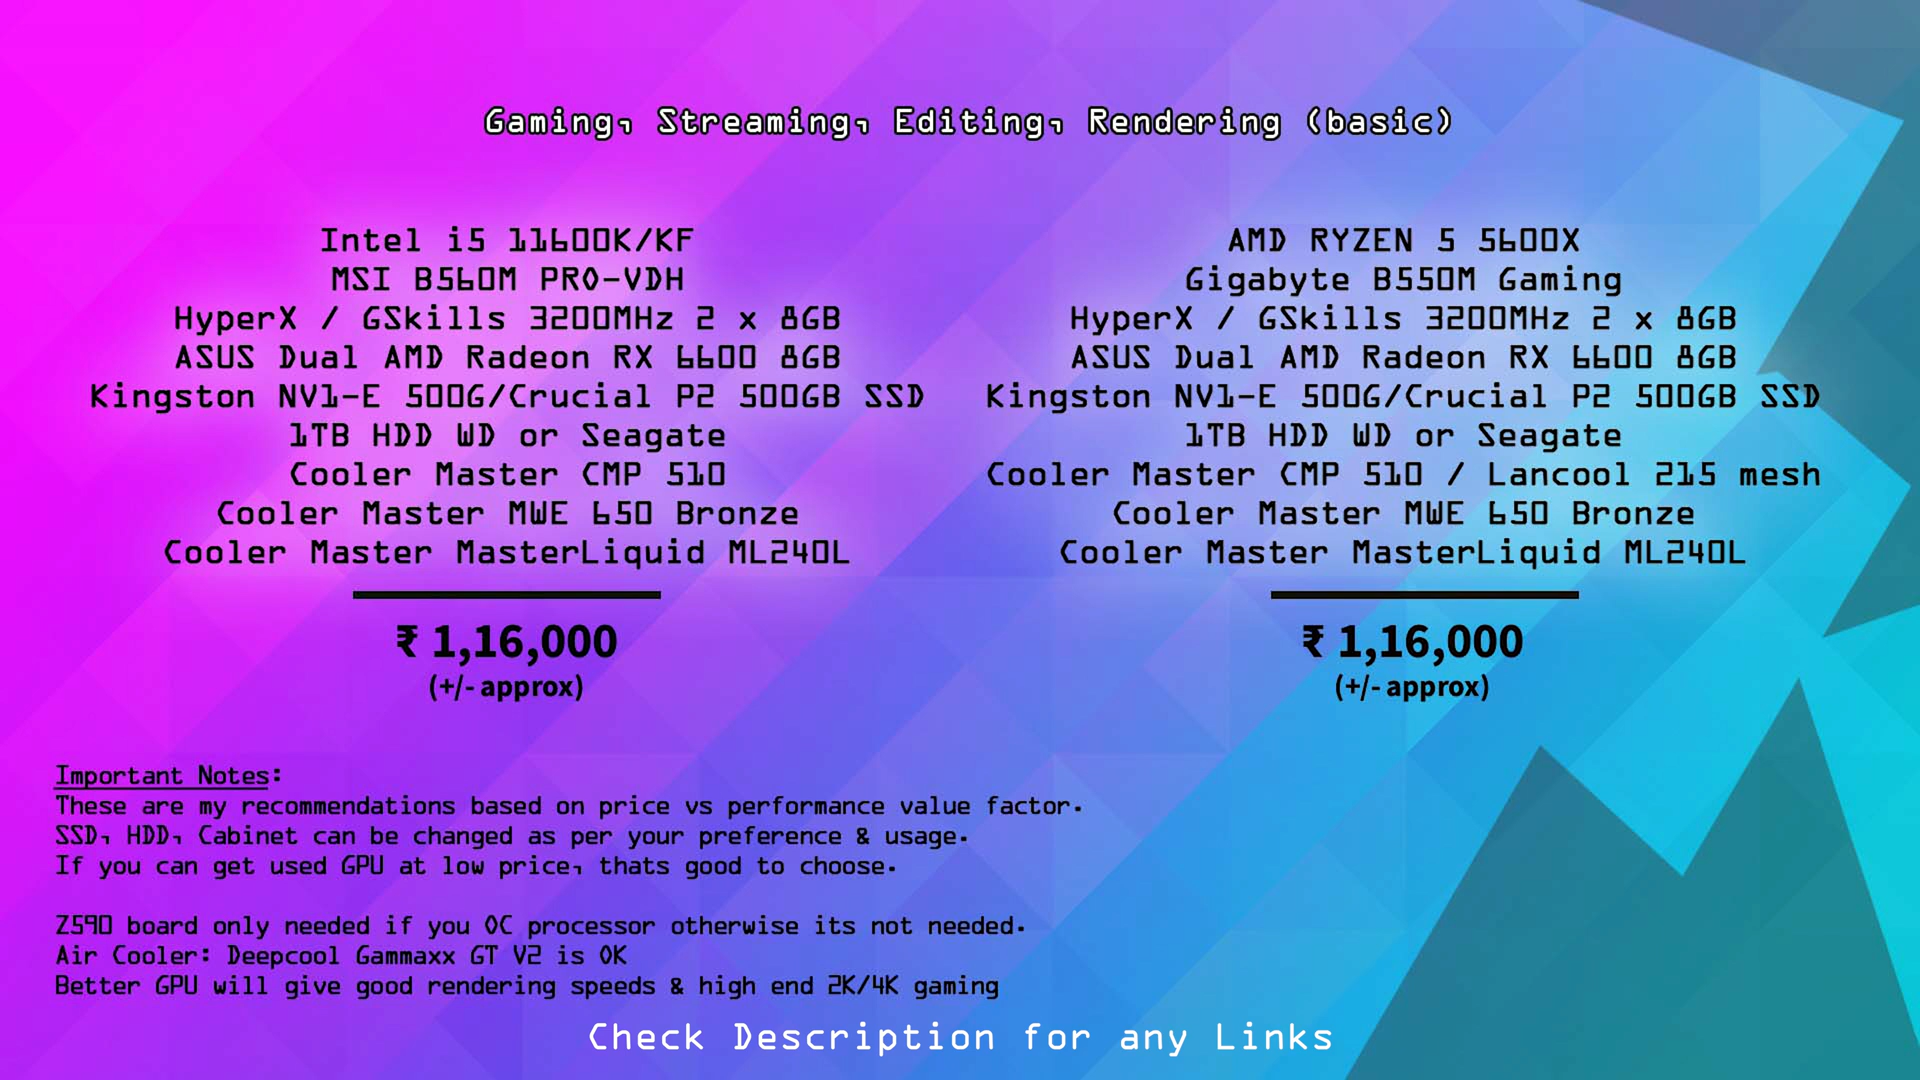 Gaming, Streaming, Editing, Rendering (basic)
Intel i5 11600K/KF
MSI B560M PRO-VDH
HyperX / GSkills 3200MHz 2 x 8GB
ASUS Dual AMD Radeon RX 6600 8GB
Kingston NV1-E 500G/Crucial P2 500GB SSD
1TB HDD WD or Seagate
Cooler Master CMP 510
Cooler Master MWE 650 Bronze
Cooler Master MasterLiquid ML240L
₹ 1,16,000
(+/- approx)
AMD RYZEN 5 5600X
Gigabyte B550M Gaming
HyperX / GSkills 3200MHz 2 x 8GB
ASUS Dual AMD Radeon RX 6600 8GB
Kingston NV1-E 500G/Crucial P2 500GB SSD
1TB HDD WD or Seagate
Cooler Master CMP 510 / Lancool 215 mesh
Cooler Master MWE 650 Bronze
Cooler Master MasterLiquid ML240L
₹ 1,16,000
(+/- approx)
Important Notes:
These are my recommendations based on price vs performance value factor.
SSD, HDD, Cabinet can be changed as per your preference & usage.
If you can get used GPU at low price, thats good to choose.
Z590 board only needed if you OC processor otherwise its not needed.
Air Cooler: Deepcool Gammaxx GT V2 is OK
Better GPU will give good rendering speeds & high end 2K/4K gaming
Check Description for any Links